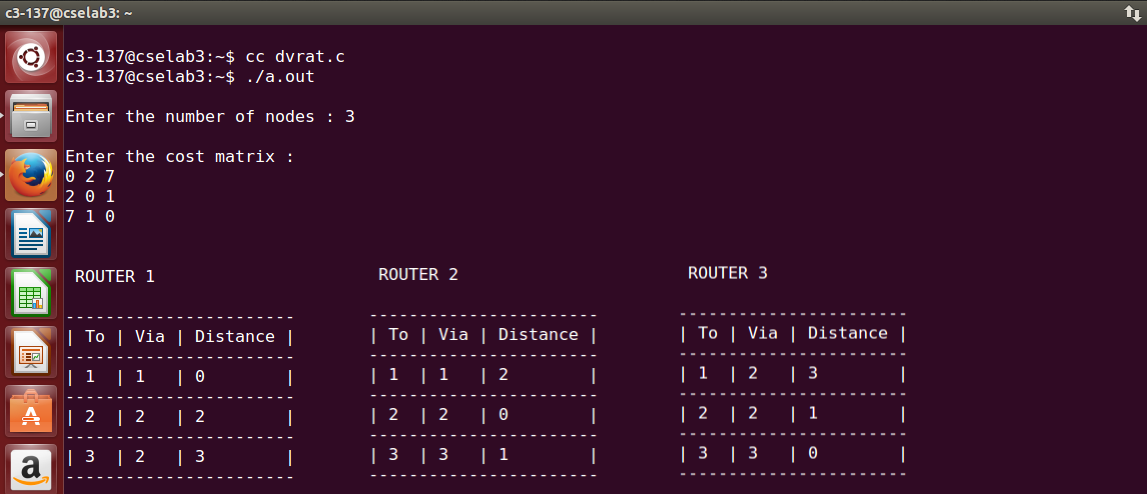 c3-137@cselab3: ~
c3-137@cselab3:~$ cc dvrat.c
c3-137@cselab3:~$ ./a.out
Enter the number of nodes : 3
Enter the cost matrix :
0 2 7
2 0 1
7 1 0
ROUTER 1
-----------------------
| To | Via | Distance |
-----------------------
| 1 | 1 | 0 |
-----------------------
| 2 | 2 | 2 |
-----------------------
| 3 | 2 | 3 |
-----------------------
ROUTER 2
-----------------------
| To | Via | Distance |
-----------------------
| 1 | 1 | 2 |
-----------------------
| 2 | 2 | 0 |
-----------------------
| 3 | 3 | 1 |
-----------------------
ROUTER 3
-----------------------
| To | Via | Distance |
-----------------------
| 1 | 2 | 3 |
-----------------------
| 2 | 2 | 1 |
-----------------------
| 3 | 3 | 0 |
-----------------------